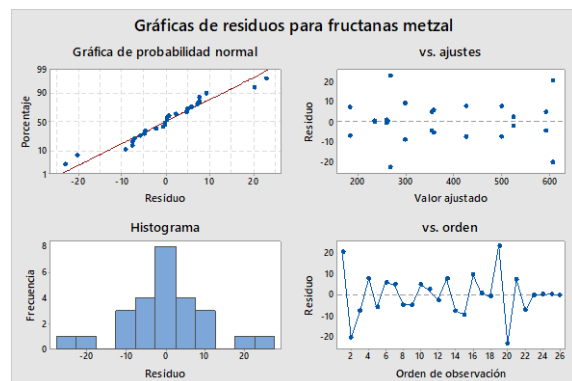 Gráficas de residuos para fructanas metzal
Gráfica de probabilidad normal
Porcentaje
99
90
50
10
1
-20 -10 0 10 20
Residuo
vs. ajustes
Residuo
20
10
0
-10
-20
200 300 400 500 600
Valor ajustado
Histograma
Frecuencia
8
6
4
2
0
-20 -10 0 10 20
Residuo
vs. orden
Residuo
20
10
0
-10
-20
2 4 6 8 10 12 14 16 18 20 22 24 26
Orden de observación